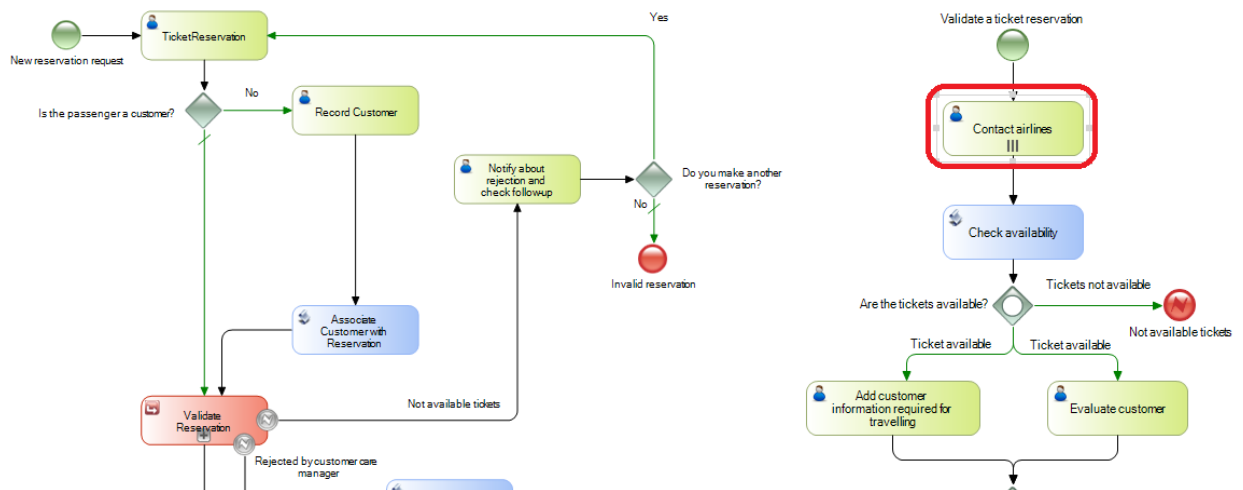 Yes
Validate a ticket reservation
TicketReservation
New reservation request
No
Is the passenger a customer?
Record Customer
Contact airlines
Notify about
rejection and
check follow-up
Do you make another
reservation?
No
Check availability
Invalid reservation
Tickets not available
Are the tickets available?
Not available tickets
Associate
Customer with
Reservation
Ticket available
Ticket available
Not available tickets
Validate
Reservation
Add customer
information required for
travelling
Evaluate customer
Rejected by customer care
manager